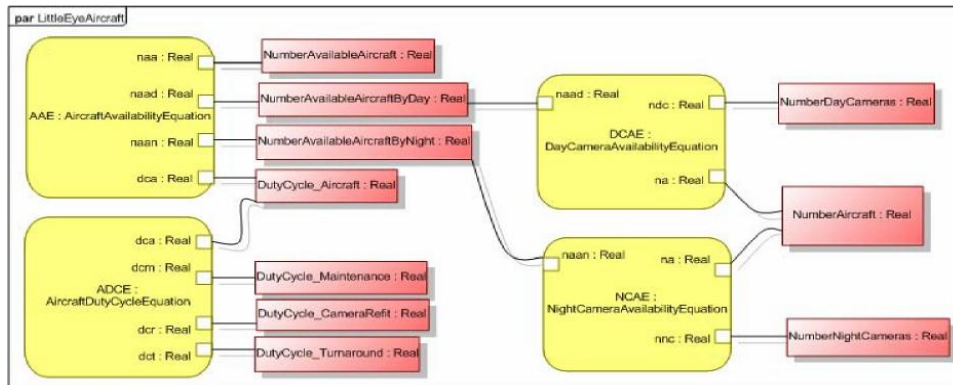 par LittleEyeAircraft
naa : Real
naad : Real
AAE : AircraftAvailabilityEquation
naan : Real
dca : Real
NumberAvailableAircraft : Real
NumberAvailableAircraftByDay : Real
NumberAvailableAircraftByNight : Real
DutyCycle_Aircraft : Real
dca : Real
dcm : Real
ADCE :
AircraftDutyCycleEquation
dcr : Real
dct : Real
DutyCycle_Maintenance : Real
DutyCycle_CameraRefit : Real
DutyCycle_Turnaround : Real
naad : Real
ndc : Real
DCAE :
DayCameraAvailabilityEquation
na : Real
NumberDayCameras : Real
NumberAircraft : Real
naan : Real
na : Real
NCAE :
NightCameraAvailabilityEquation
nnc : Real
NumberNightCameras : Real